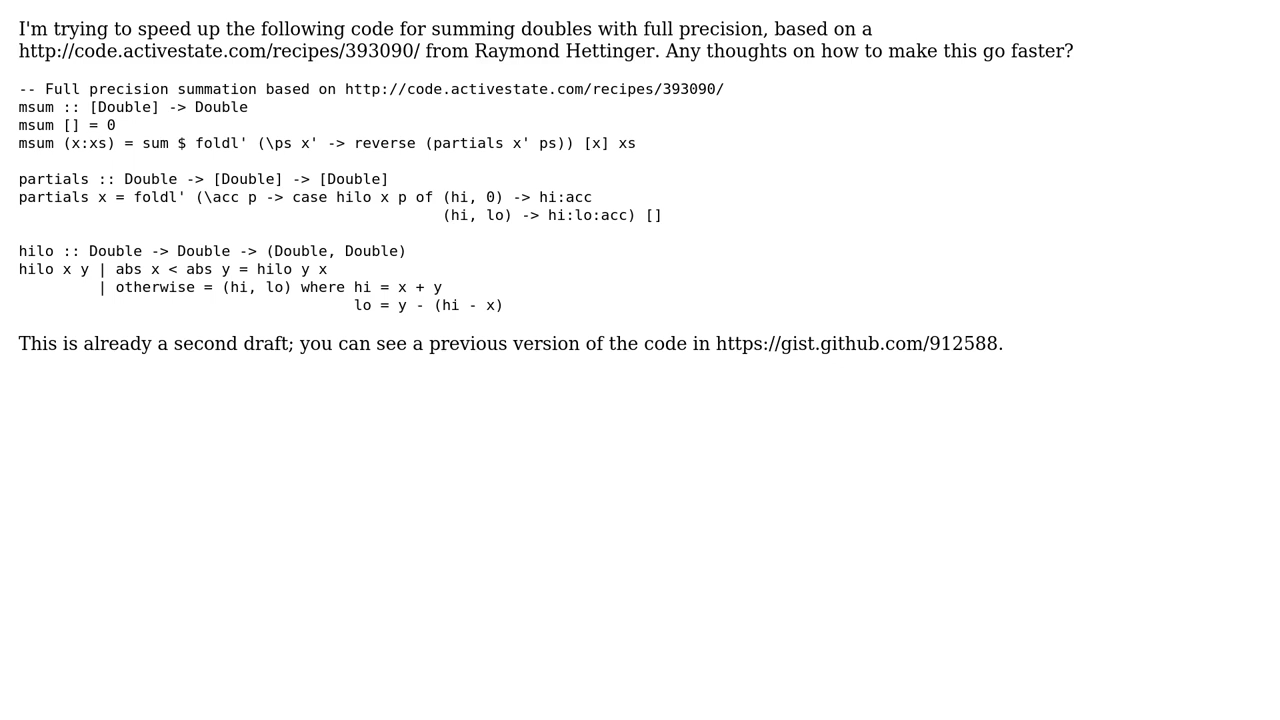 I'm trying to speed up the following code for summing doubles with full precision, based on a
http://code.activestate.com/recipes/393090/ from Raymond Hettinger. Any thoughts on how to make this go faster?
-- Full precision summation based on http://code.activestate.com/recipes/393090/
msum :: [Double] -> Double
msum [] = 0
msum (x:xs) = sum $ foldl' (\ps x' -> reverse (partials x' ps)) [x] xs
partials :: Double -> [Double] -> [Double]
partials x = foldl' (\acc p -> case hilo x p of (hi, 0) -> hi:acc
                                                (hi, lo) -> hi:lo:acc) []
hilo :: Double -> Double -> (Double, Double)
hilo x y | abs x < abs y = hilo y x
         | otherwise = (hi, lo) where hi = x + y
                                      lo = y - (hi - x)
This is already a second draft; you can see a previous version of the code in https://gist.github.com/912588.